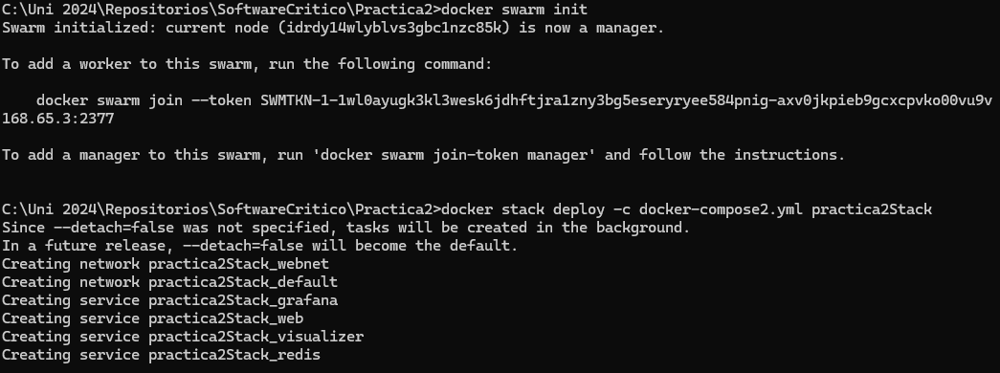 C:\Uni 2024\Repositorios\SoftwareCritico\Practica2>docker swarm init
Swarm initialized: current node (idrdy14wlyblvs3gbc1nzc85k) is now a manager.
To add a worker to this swarm, run the following command:
docker swarm join --token SWMTKN-1-1wl0ayugk3kl3wesk6jdhftjra1zny3bg5eseryryee584pnig-axv0jkpieb9gcxcpvko00vu9v
168.65.3:2377
To add a manager to this swarm, run 'docker swarm join-token manager' and follow the instructions.
C:\Uni 2024\Repositorios\SoftwareCritico\Practica2>docker stack deploy -c docker-compose2.yml practica2Stack
Since --detach=false was not specified, tasks will be created in the background.
In a future release, --detach=false will become the default.
Creating network practica2Stack_webnet
Creating network practica2Stack_default
Creating service practica2Stack_grafana
Creating service practica2Stack_web
Creating service practica2Stack_visualizer
Creating service practica2Stack_redis